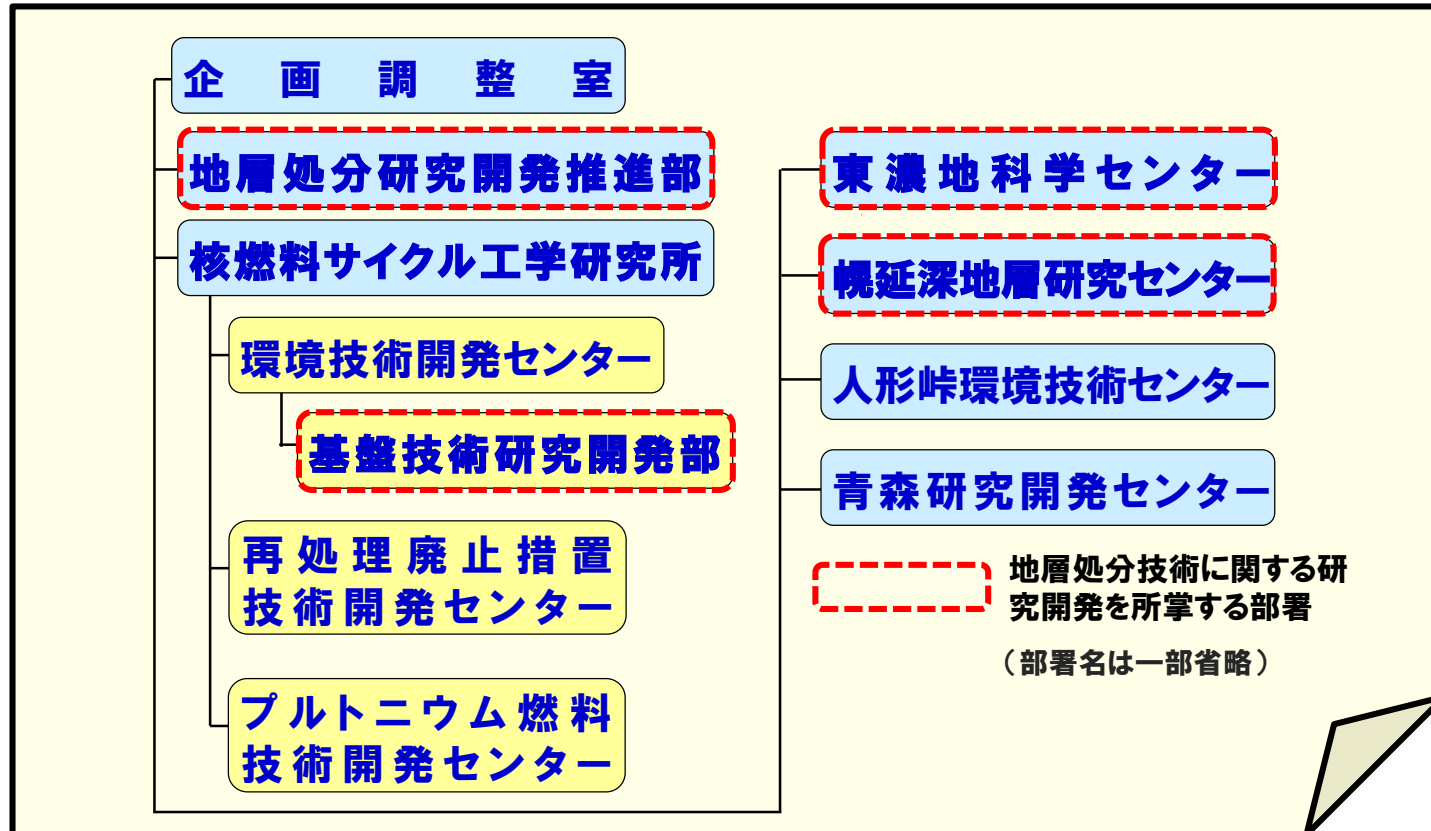 企画調整室
地層処分研究開発推進部
核燃料サイクル工学研究所
環境技術開発センター
基盤技術研究開発部
再処理廃止措置
技術開発センター
プルトニウム燃料
技術開発センター
東濃地科学センター
幌延深地層研究センター
人形峠環境技術センター
青森研究開発センター
地層処分技術に関する研
究開発を所掌する部署
（部署名は一部省略）